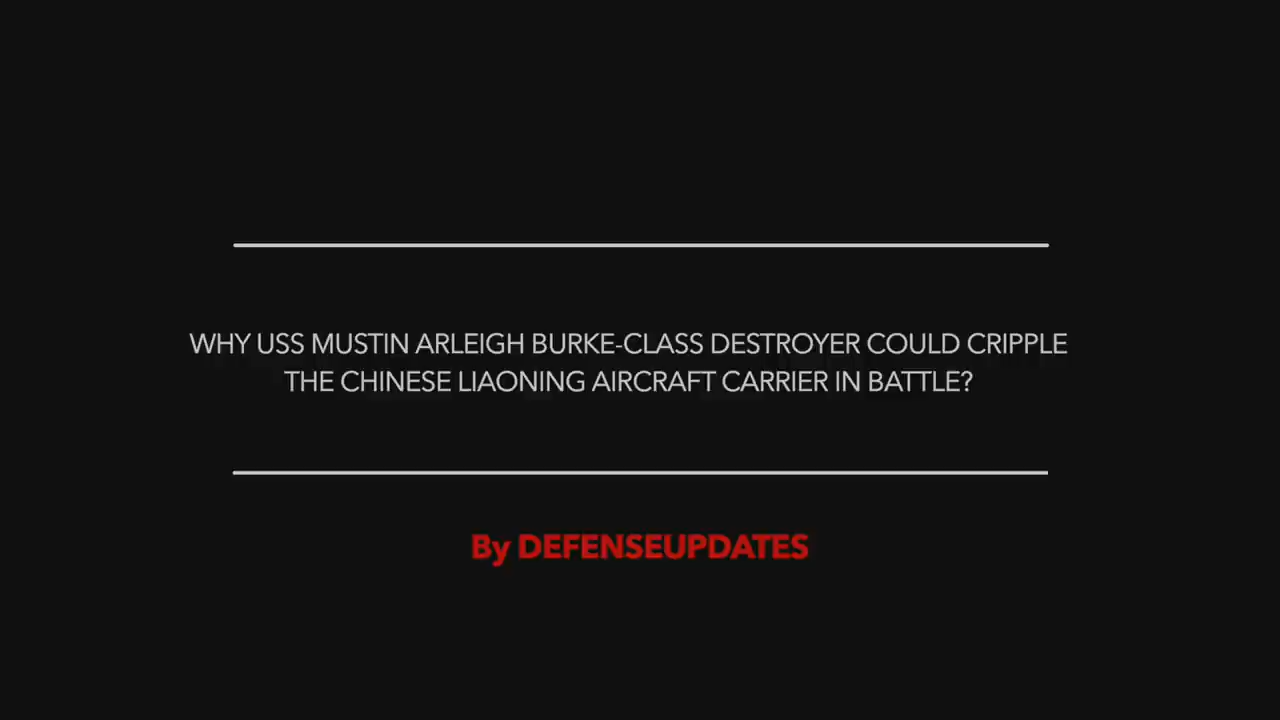 WHY USS MUSTIN ARLEIGH BURKE-CLASS DESTROYER COULD CRIPPLE
THE CHINESE LIAONING AIRCRAFT CARRIER IN BATTLE?
By DEFENSEUPDATES